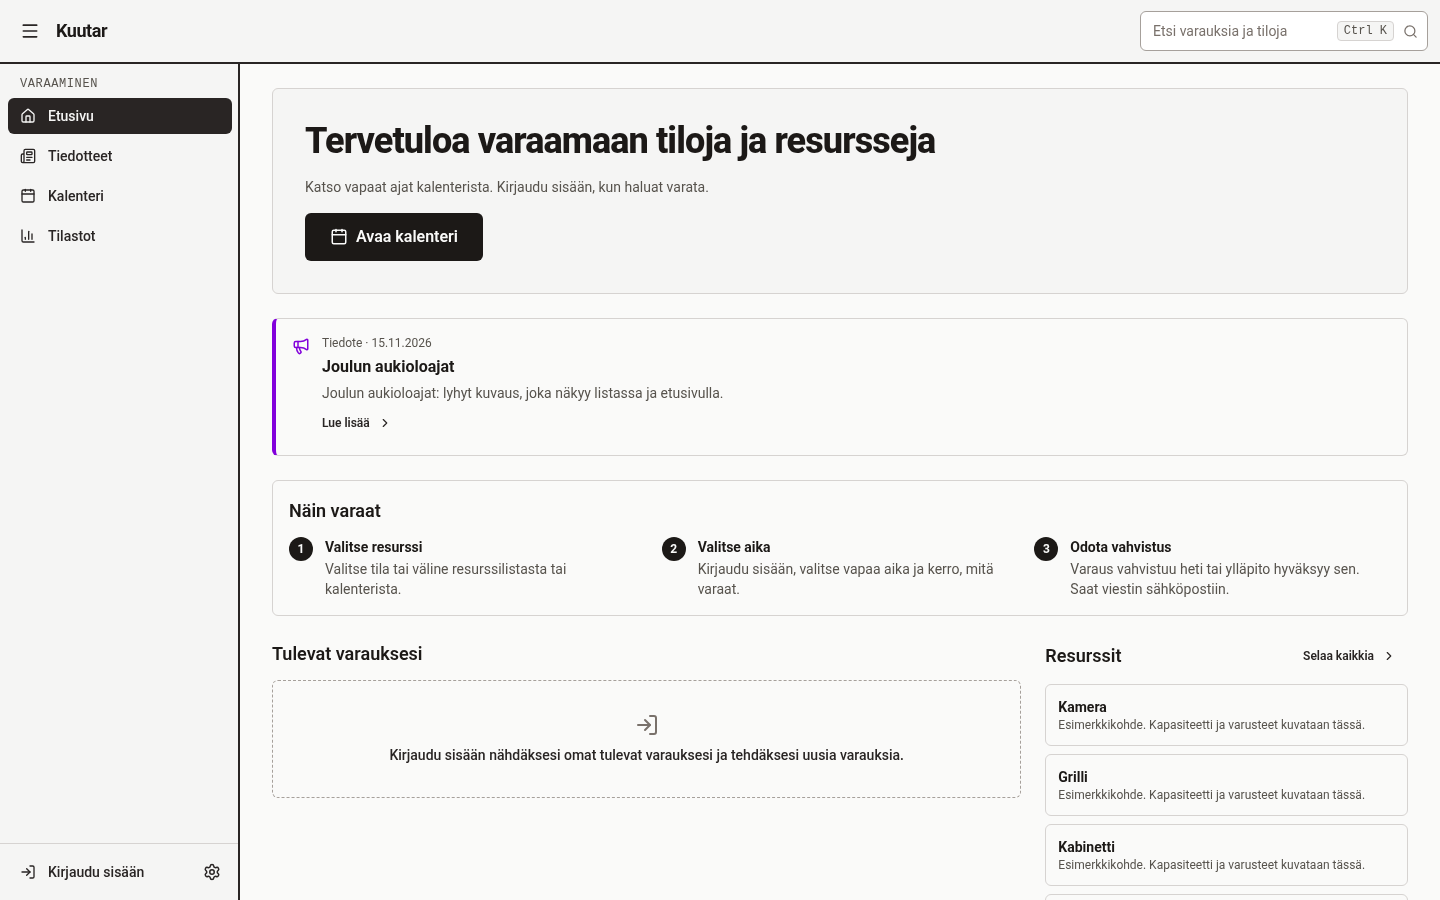 Kuutar
Etsi varauksia ja tiloja
Ctrl K
VARAAMINEN
Etusivu
Tiedotteet
Kalenteri
Tilastot
Kirjaudu sisään
Tervetuloa varaamaan tiloja ja resursseja
Katso vapaat ajat kalenterista. Kirjaudu sisään, kun haluat varata.
Avaa kalenteri
Tiedote · 15.11.2026
Joulun aukioloajat
Joulun aukioloajat: lyhyt kuvaus, joka näkyy listassa ja etusivulla.
Lue lisää
Näin varaat
1
Valitse resurssi
Valitse tila tai väline resurssilistasta tai
kalenterista.
2
Valitse aika
Kirjaudu sisään, valitse vapaa aika ja kerro, mitä
varaat.
3
Odota vahvistus
Varaus vahvistuu heti tai ylläpito hyväksyy sen.
Saat viestin sähköpostiin.
Tulevat varauksesi
Kirjaudu sisään nähdäksesi omat tulevat varauksesi ja tehdäksesi uusia varauksia.
Resurssit
Selaa kaikkia
Kamera
Esimerkkikohde. Kapasiteetti ja varusteet kuvataan tässä.
Grilli
Esimerkkikohde. Kapasiteetti ja varusteet kuvataan tässä.
Kabinetti
Esimerkkikohde. Kapasiteetti ja varusteet kuvataan tässä.